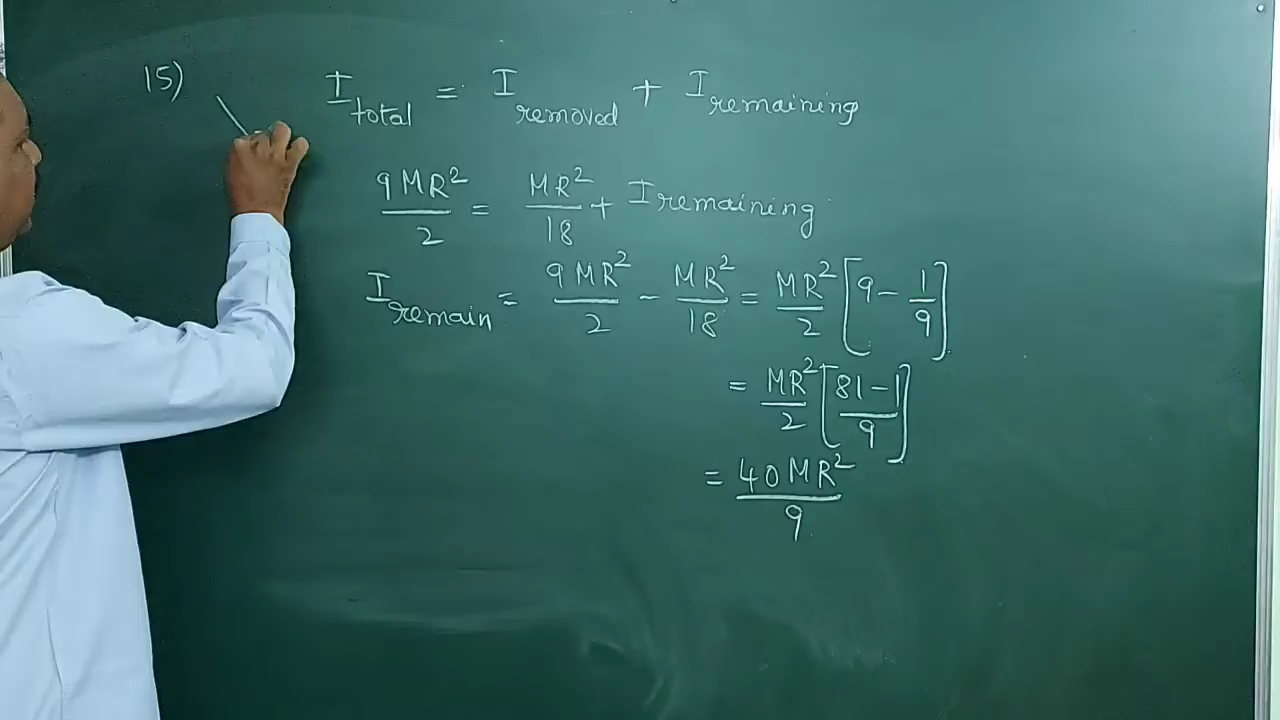 15) I total = I removed + I remaining
9MR²/2 = MR²/18 + I remaining
I remain = 9MR²/2 - MR²/18 = MR²/2 [9 - 1/9]
= MR²/2 [81-1/9]
= 40MR²/9